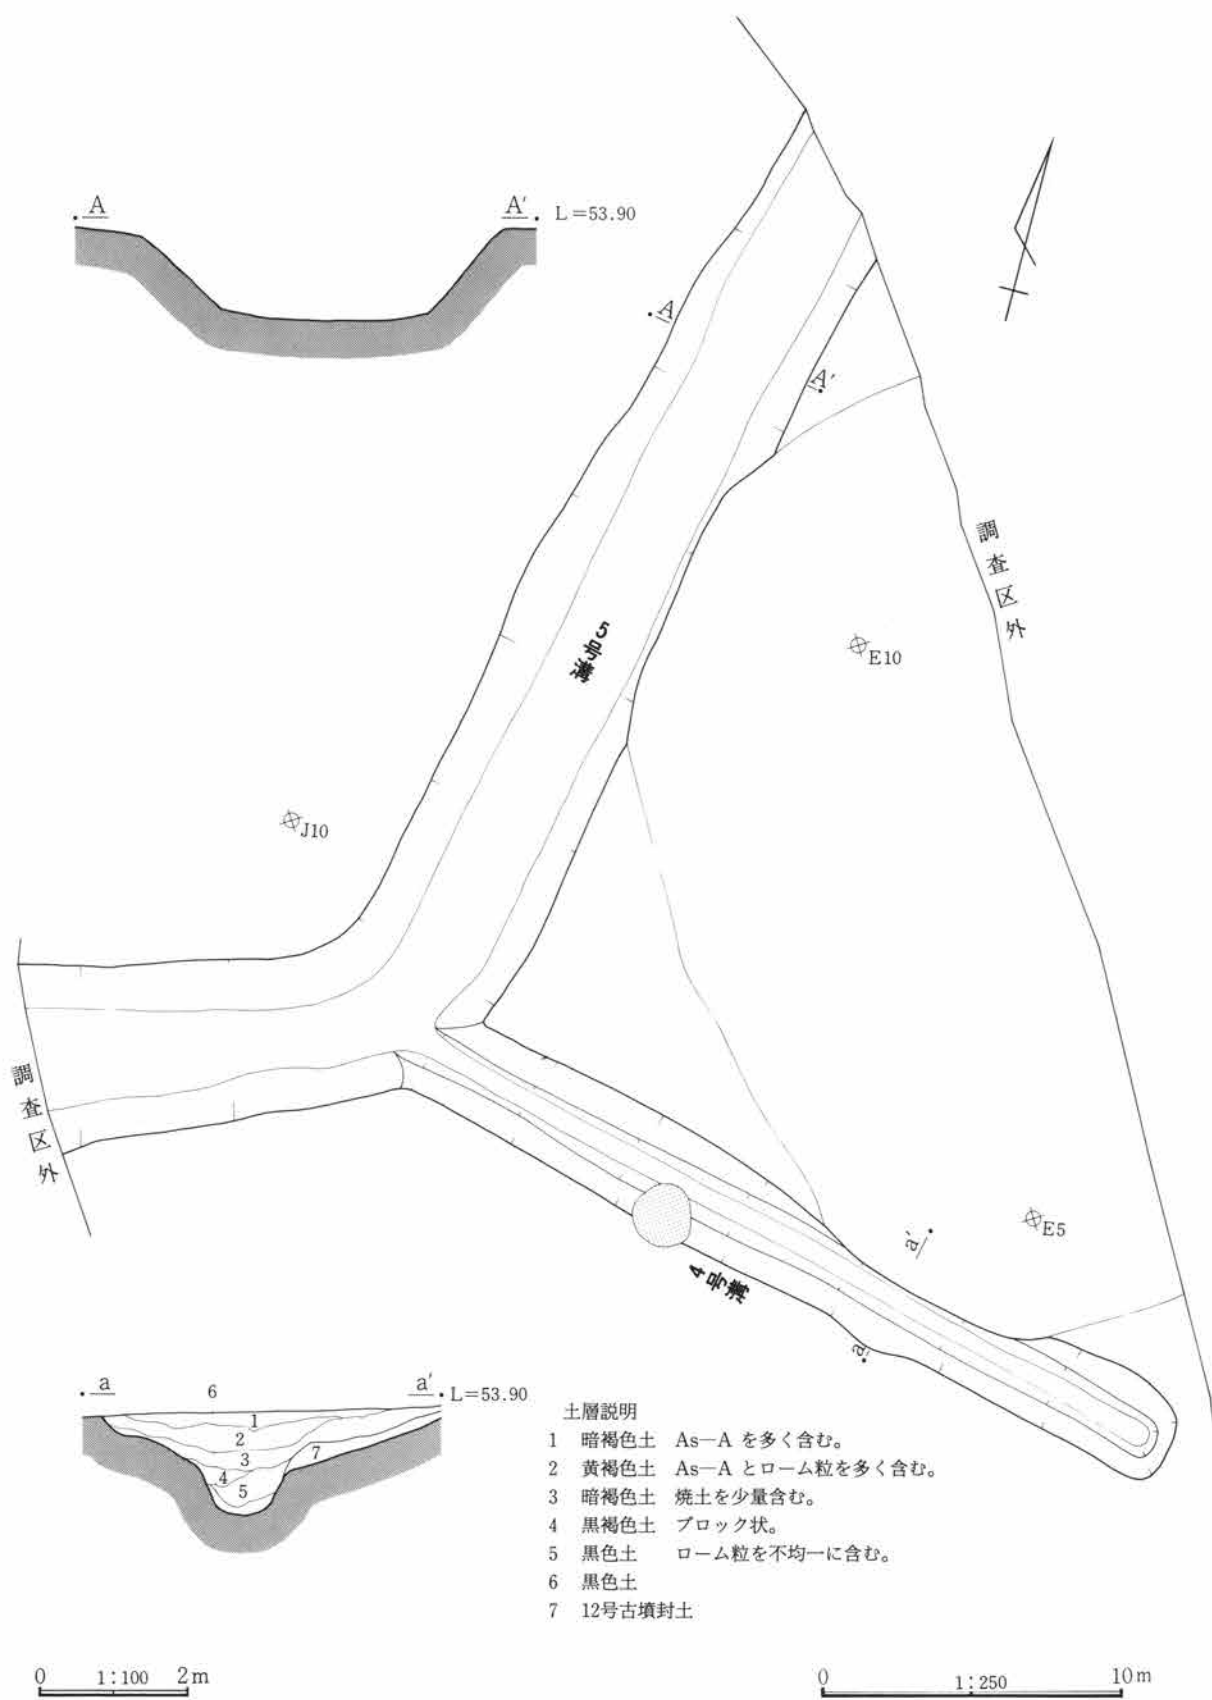 A A′ L=53.90
A
A′
調査区外
5号溝
E10
J10
調査区外
E5
a′
4号溝
a
a 6 a′ L=53.90
1
2
3
7
4
5
土層説明
1 暗褐色土 As—A を多く含む。
2 黄褐色土 As—A とローム粒を多く含む。
3 暗褐色土 焼土を少量含む。
4 黒褐色土 ブロック状。
5 黒色土 ローム粒を不均一に含む。
6 黒色土
7 12号古墳封土
0 1:100 2m
0 1:250 10m